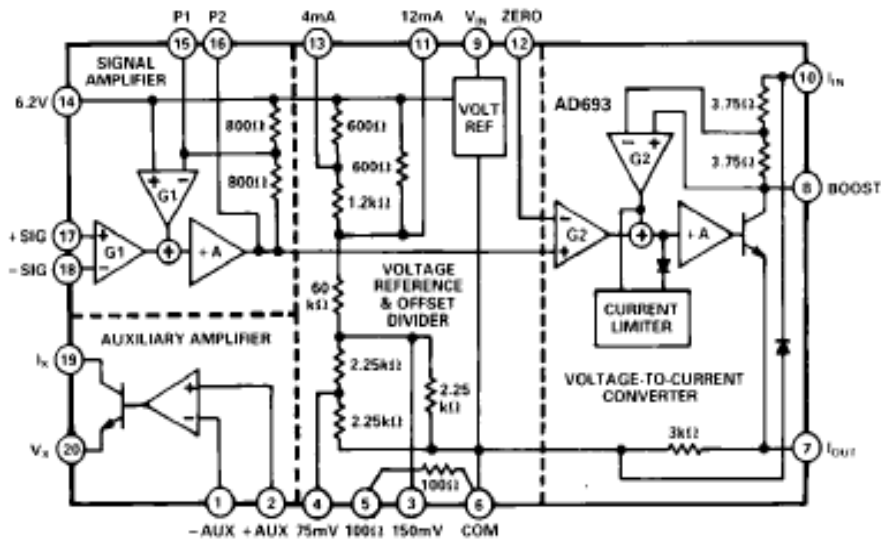 P1 P2 4mA 12mA VIN ZERO
15 16 13 11 9 12
SIGNAL
AMPLIFIER
10 IIN
6.2V 14
VOLT
REF
AD693
3.75Ω
3.75Ω
800Ω
800Ω
600Ω
600Ω
1.2kΩ
− +
G2
8 BOOST
+ −
G1
+SIG 17
−SIG 18
+
−
G1
+
+A
−
+
G2
+
+A
VOLTAGE
REFERENCE
& OFFSET
DIVIDER
60
kΩ
CURRENT
LIMITER
AUXILIARY AMPLIFIER
IX 19
VX 20
+
−
2.25kΩ
2.25kΩ
2.25
kΩ
VOLTAGE-TO-CURRENT
CONVERTER
3kΩ
7 IOUT
100Ω
1 2 4 5 3 6
−AUX +AUX 75mV 100Ω 150mV COM